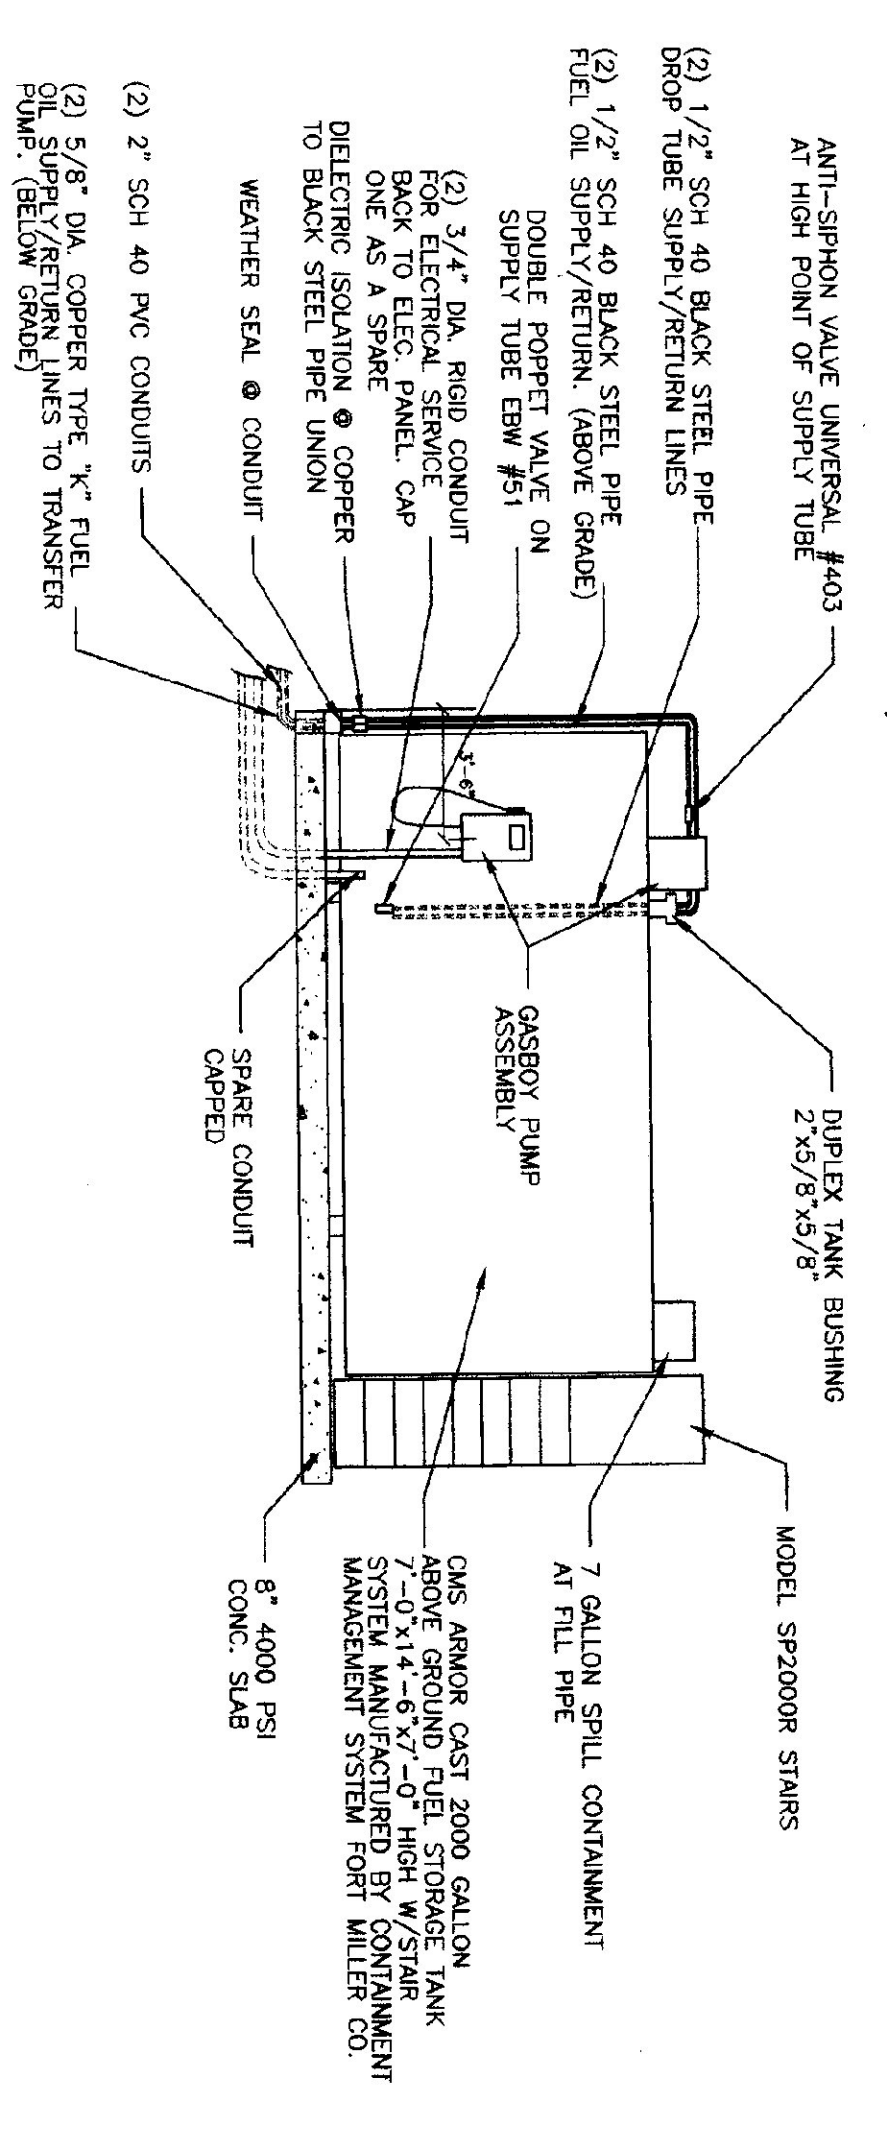 ANTI-SIPHON VALVE UNIVERSAL #403
AT HIGH POINT OF SUPPLY TUBE
(2) 1/2" SCH 40 BLACK STEEL PIPE
DROP TUBE SUPPLY/RETURN LINES
(2) 1/2" SCH 40 BLACK STEEL PIPE
FUEL OIL SUPPLY/RETURN. (ABOVE GRADE)
DOUBLE POPPET VALVE ON
SUPPLY TUBE EBW #51
(2) 3/4" DIA. RIGID CONDUIT
FOR ELECTRICAL SERVICE
BACK TO ELEC. PANEL. CAP
ONE AS A SPARE
DIELECTRIC ISOLATION @ COPPER
TO BLACK STEEL PIPE UNION
WEATHER SEAL @ CONDUIT
(2) 2" SCH 40 PVC CONDUITS
(2) 5/8" DIA. COPPER TYPE "K" FUEL
OIL SUPPLY/RETURN LINES TO TRANSFER
PUMP. (BELOW GRADE)
3'-6"
DUPLEX TANK BUSHING
2"x5/8"x5/8"
GASBOY PUMP
ASSEMBLY
SPARE CONDUIT
CAPPED
MODEL SP2000R STAIRS
7 GALLON SPILL CONTAINMENT
AT FILL PIPE
CMS ARMOR CAST 2000 GALLON
ABOVE GROUND FUEL STORAGE TANK
7'-0"x14'-6"x7'-0" HIGH W/STAIR
SYSTEM MANUFACTURED BY CONTAINMENT
MANAGEMENT SYSTEM FORT MILLER CO.
8" 4000 PSI
CONC. SLAB